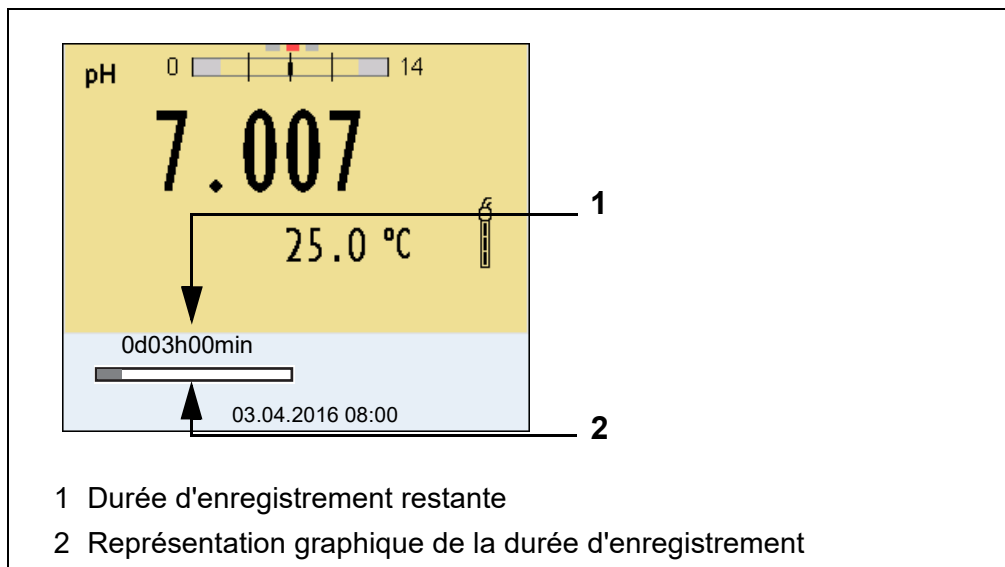 pH 0 14
7.007
1
25.0 °C
0d03h00min
03.04.2016 08:00
2
1 Durée d'enregistrement restante
2 Représentation graphique de la durée d'enregistrement